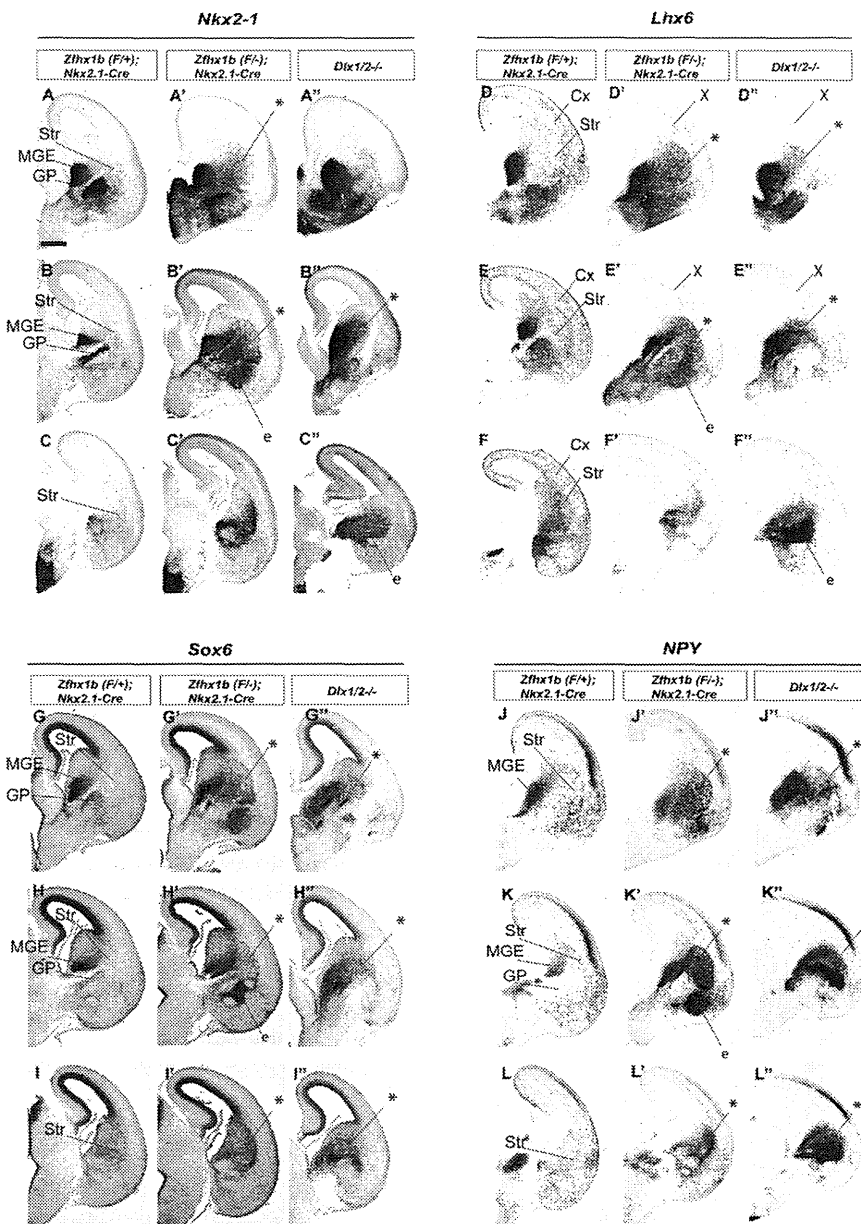 Nkx2-1
Zfhx1b (F/+); Nkx2.1-Cre
Zfhx1b (F/-); Nkx2.1-Cre
Dlx1/2-/-
A
A'
A"
*
Str
MGE
GP
B
B'
B"
*
*
Str
MGE
GP
e
C
C'
C"
Str
e
Lhx6
Zfhx1b (F/+); Nkx2.1-Cre
Zfhx1b (F/-); Nkx2.1-Cre
Dlx1/2-/-
D
Cx
D'
X
D"
X
Str
*
*
E
Cx
E'
X
E"
X
Str
*
*
e
F
Cx
F'
F"
Str
e
Sox6
Zfhx1b (F/+); Nkx2.1-Cre
Zfhx1b (F/-); Nkx2.1-Cre
Dlx1/2-/-
G
G'
G"
Str
*
*
MGE
GP
H
H'
H"
Str
*
*
MGE
GP
e
I
I'
I"
*
*
Str
NPY
Zfhx1b (F/+); Nkx2.1-Cre
Zfhx1b (F/-); Nkx2.1-Cre
Dlx1/2-/-
J
J'
J"
Str
*
*
MGE
K
K'
K"
*
Str
MGE
GP
e
L
L'
L"
*
*
Str